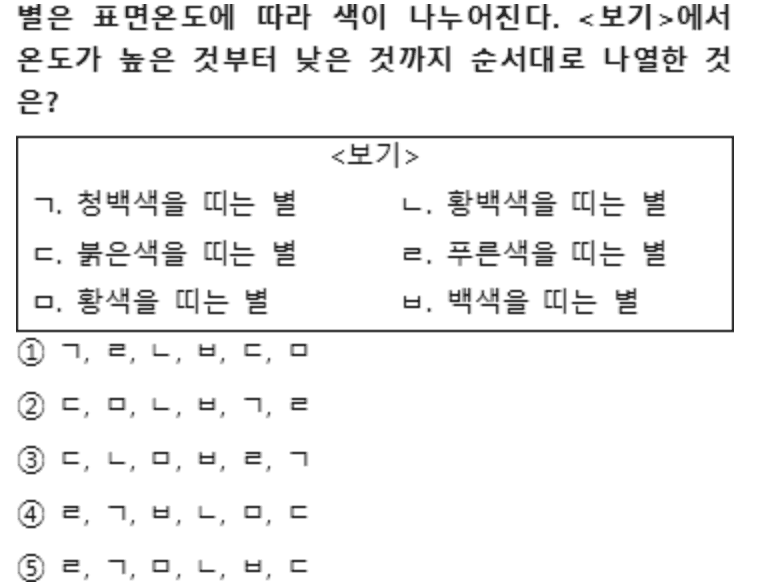 별은 표면온도에 따라 색이 나누어진다. <보기>에서
온도가 높은 것부터 낮은 것까지 순서대로 나열한 것
은?
<보기>
ㄱ. 청백색을 띠는 별 ㄴ. 황백색을 띠는 별
ㄷ. 붉은색을 띠는 별 ㄹ. 푸른색을 띠는 별
ㅁ. 황색을 띠는 별 ㅂ. 백색을 띠는 별
① ㄱ, ㄹ, ㄴ, ㅂ, ㄷ, ㅁ
② ㄷ, ㅁ, ㄴ, ㅂ, ㄱ, ㄹ
③ ㄷ, ㄴ, ㅁ, ㅂ, ㄹ, ㄱ
④ ㄹ, ㄱ, ㅂ, ㄴ, ㅁ, ㄷ
⑤ ㄹ, ㄱ, ㅁ, ㄴ, ㅂ, ㄷ